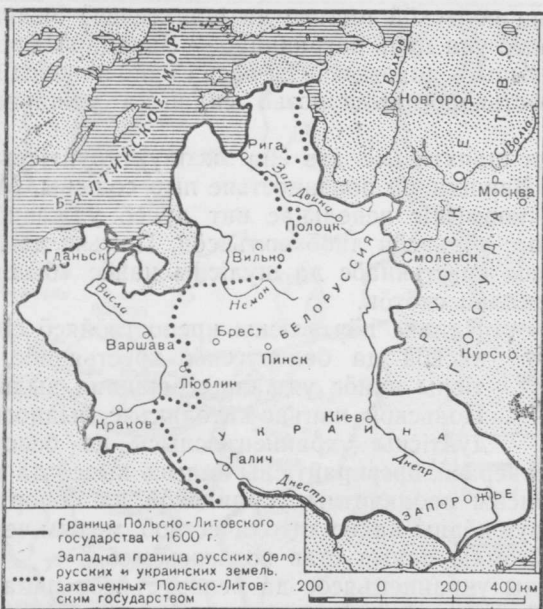 БАЛТИЙСКОЕ МОРЕ
Волхов
Новгород
Рига
Зап. Двина
Волга
Москва
Полоцк
Гданьск
Вильно
Смоленск
РУССКОЕ ГОСУДАРСТВО
Неман
Висла
БЕЛОРУССИЯ
Варшава
Брест
Пинск
Курск
Люблин
Краков
Киев
УКРАИНА
Галич
Днепр
Днестр
ЗАПОРОЖЬЕ
Граница Польско-Литовского
государства к 1600 г.
Западная граница русских, бело-
русских и украинских земель,
захваченных Польско-Литов-
ским государством
200 0 200 400 км